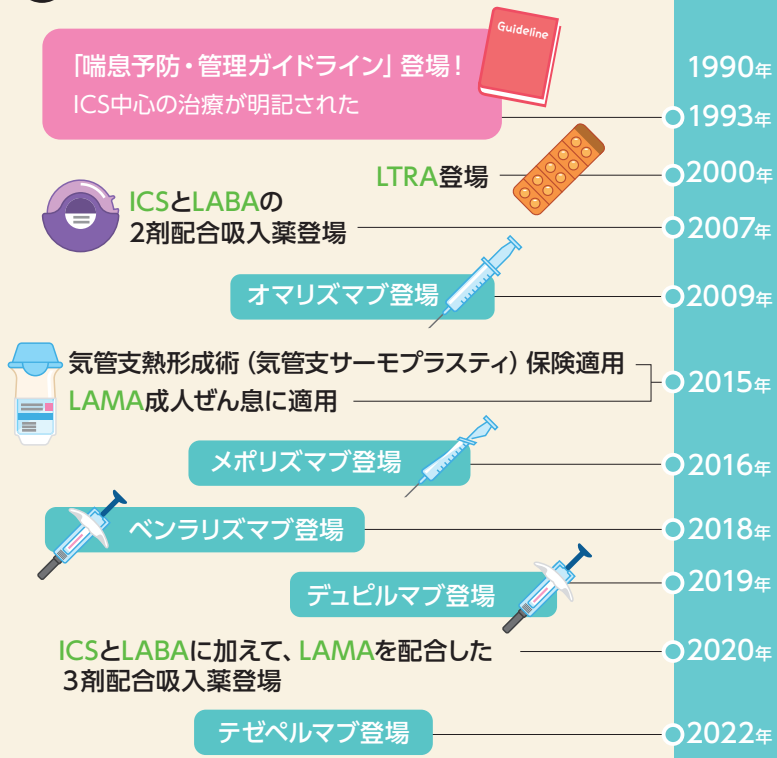 Guideline
「喘息予防・管理ガイドライン」登場!
ICS中心の治療が明記された
1990年
1993年
LTRA登場
2000年
ICSとLABAの
2剤配合吸入薬登場
2007年
オマリズマブ登場
2009年
気管支熱形成術(気管支サーモプラスティ)保険適用
LAMA成人ぜん息に適用
2015年
メポリズマブ登場
2016年
ベンラリズマブ登場
2018年
デュピルマブ登場
2019年
ICSとLABAに加えて、LAMAを配合した
3剤配合吸入薬登場
2020年
テゼペルマブ登場
2022年